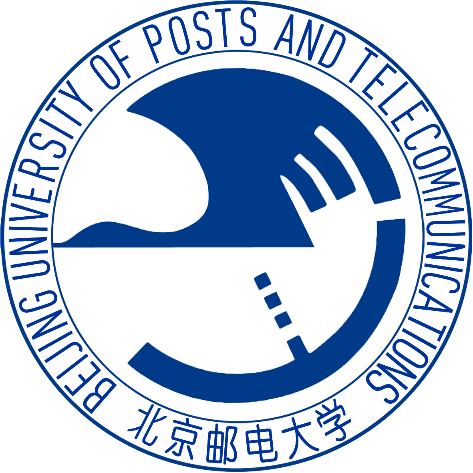 BEIJING UNIVERSITY OF POSTS AND TELECOMMUNICATIONS
北京邮电大学